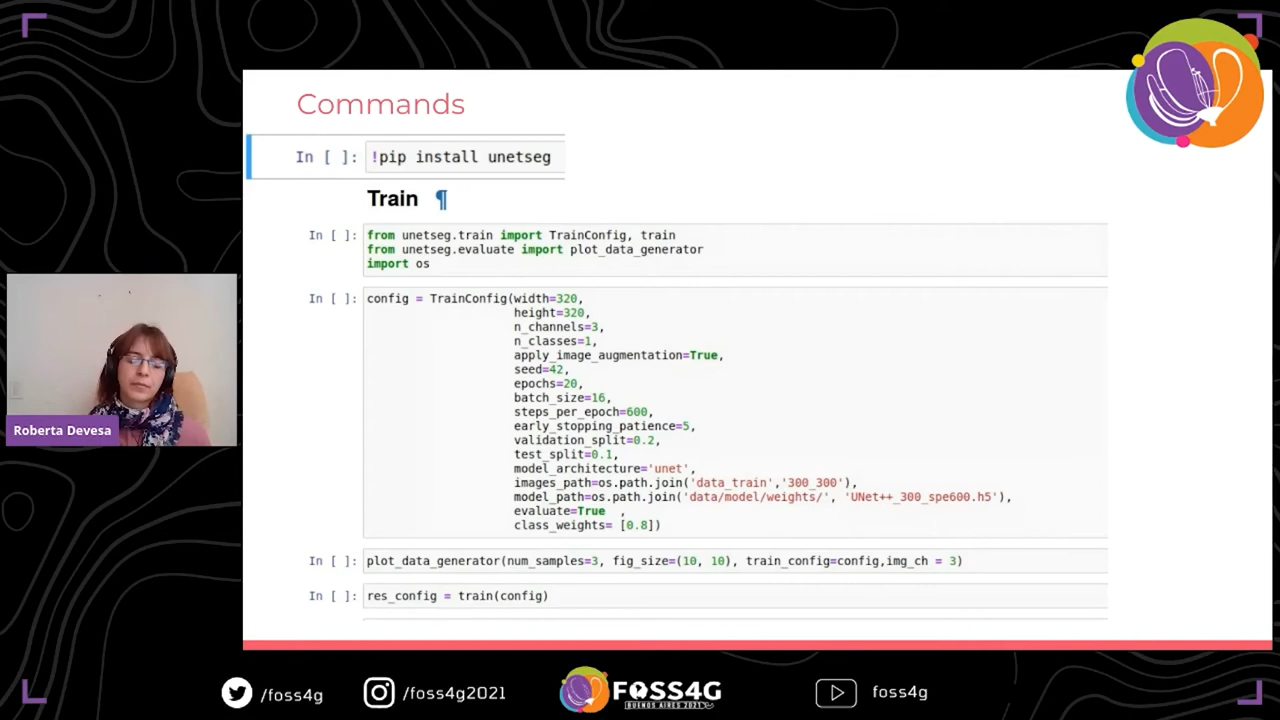 Commands
In [ ]: !pip install unetseg
Train ¶
In [ ]: from unetseg.train import TrainConfig, train
from unetseg.evaluate import plot_data_generator
import os
In [ ]: config = TrainConfig(width=320,
height=320,
n_channels=3,
n_classes=1,
apply_image_augmentation=True,
seed=42,
epochs=20,
batch_size=16,
steps_per_epoch=600,
early_stopping_patience=5,
validation_split=0.2,
test_split=0.1,
model_architecture='unet',
images_path=os.path.join('data_train','300_300'),
model_path=os.path.join('data/model/weights/', 'UNet++_300_spe600.h5'),
evaluate=True ,
class_weights= [0.8])
In [ ]: plot_data_generator(num_samples=3, fig_size=(10, 10), train_config=config,img_ch = 3)
In [ ]: res_config = train(config)
Roberta Devesa
/foss4g
/foss4g2021
FOSS4G
BUENOS AIRES 2021
foss4g